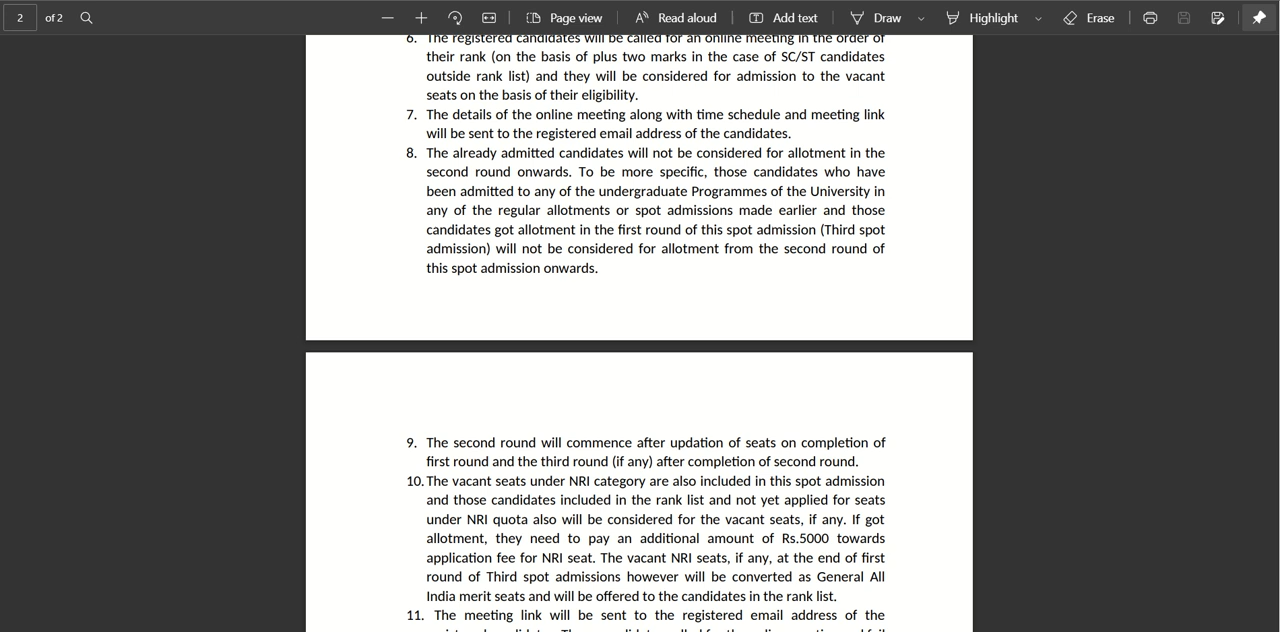 2 of 2 Page view Read aloud Add text Draw Highlight Erase
6. The registered candidates will be called for an online meeting in the order of
their rank (on the basis of plus two marks in the case of SC/ST candidates
outside rank list) and they will be considered for admission to the vacant
seats on the basis of their eligibility.
7. The details of the online meeting along with time schedule and meeting link
will be sent to the registered email address of the candidates.
8. The already admitted candidates will not be considered for allotment in the
second round onwards. To be more specific, those candidates who have
been admitted to any of the undergraduate Programmes of the University in
any of the regular allotments or spot admissions made earlier and those
candidates got allotment in the first round of this spot admission (Third spot
admission) will not be considered for allotment from the second round of
this spot admission onwards.
9. The second round will commence after updation of seats on completion of
first round and the third round (if any) after completion of second round.
10. The vacant seats under NRI category are also included in this spot admission
and those candidates included in the rank list and not yet applied for seats
under NRI quota also will be considered for the vacant seats, if any. If got
allotment, they need to pay an additional amount of Rs.5000 towards
application fee for NRI seat. The vacant NRI seats, if any, at the end of first
round of Third spot admissions however will be converted as General All
India merit seats and will be offered to the candidates in the rank list.
11. The meeting link will be sent to the registered email address of the